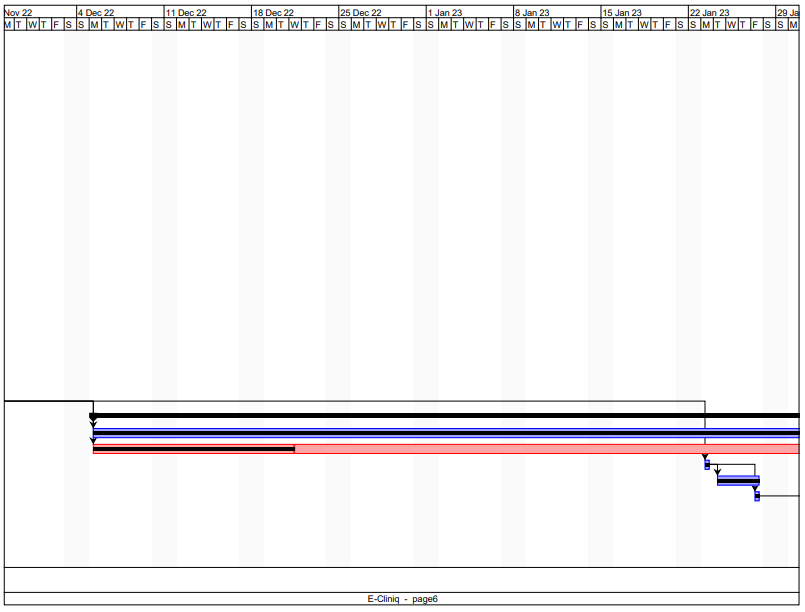 Nov 22 4 Dec 22 11 Dec 22 18 Dec 22 25 Dec 22 1 Jan 23 8 Jan 23 15 Jan 23 22 Jan 23 29 Ja
M T W T F S S M T W T F S S M T W T F S S M T W T F S S M T W T F S S M T W T F S S M T W T F S S M T W T F S S M T W T F S S M
E-Cliniq - page6